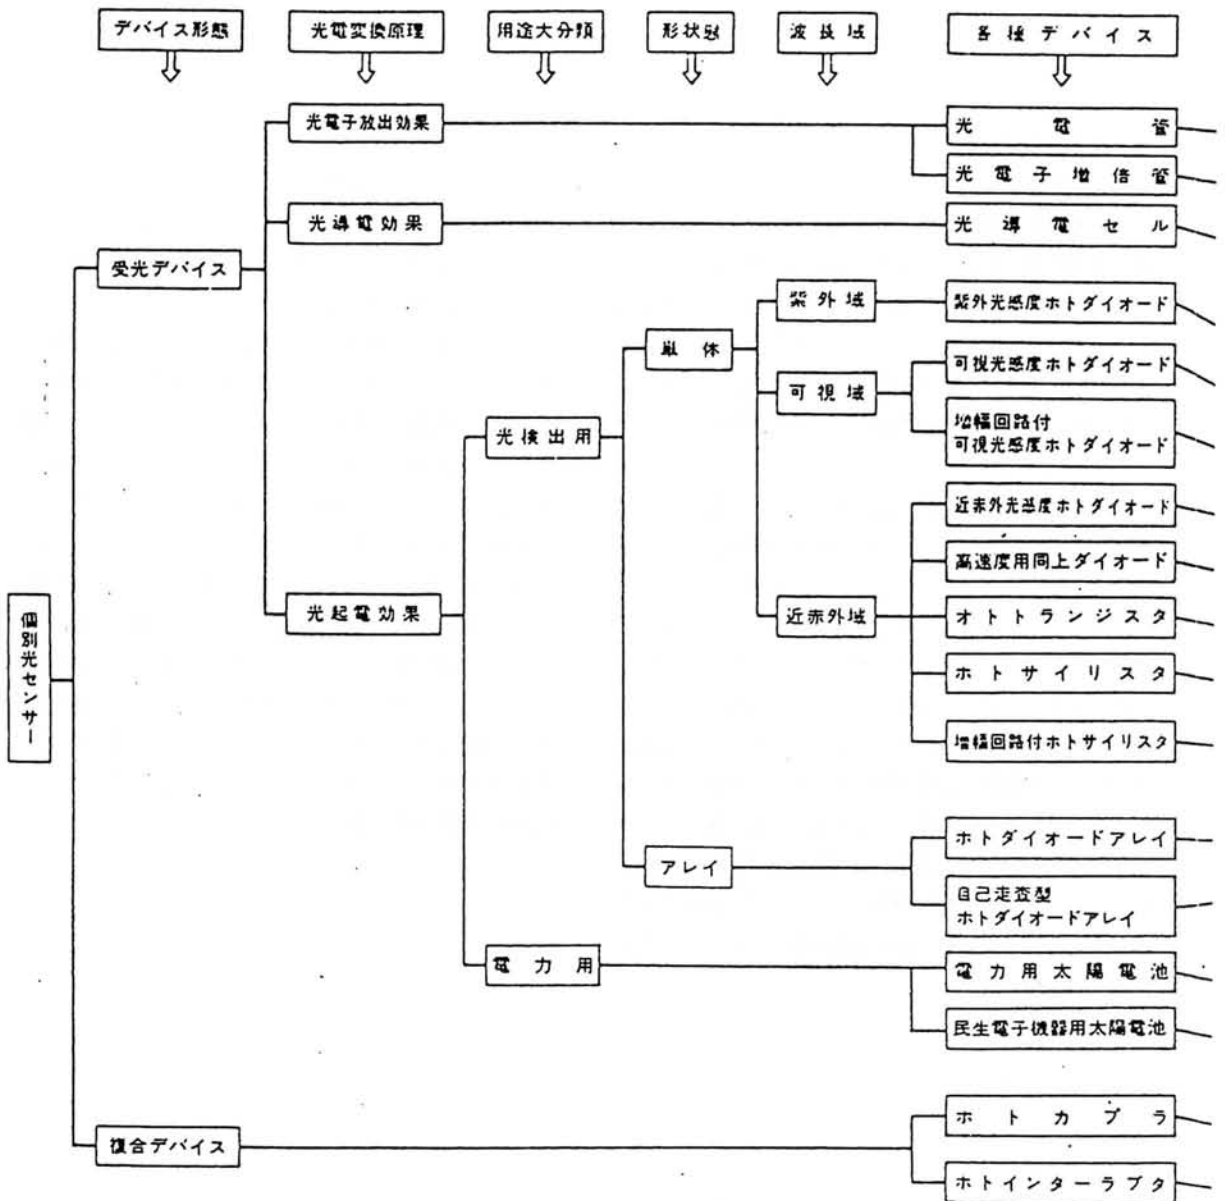 デバイス形態
光電変換原理
用途大分類
形状別
波長域
各種デバイス
光電子放出効果
光電管
光電子増倍管
光導電効果
光導電セル
受光デバイス
紫外域
紫外光感度ホトダイオード
単体
可視域
可視光感度ホトダイオード
光検出用
増幅回路付
可視光感度ホトダイオード
近赤外光感度ホトダイオード
高速度用同上ダイオード
光起電効果
近赤外域
オトトランジスタ
個別光センサー
ホトサイリスタ
増幅回路付ホトサイリスタ
ホトダイオードアレイ
アレイ
自己走査型
ホトダイオードアレイ
電力用
電力用太陽電池
民生電子機器用太陽電池
ホトカプラ
複合デバイス
ホトインターラプタ